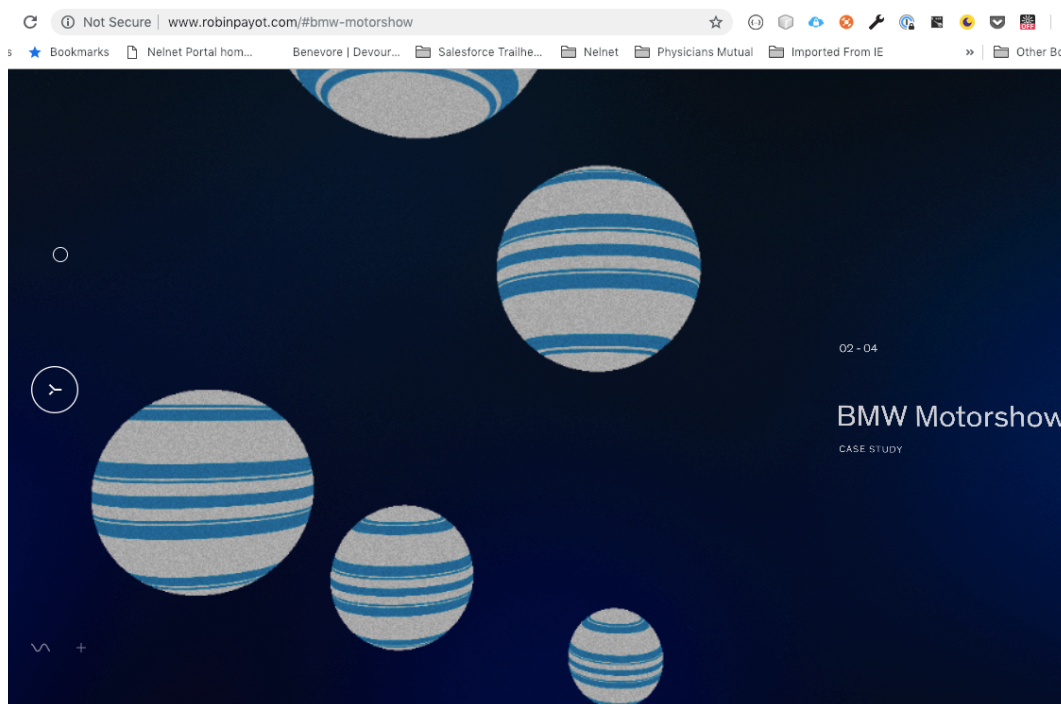 Not Secure www.robinpayot.com/#bmw-motorshow
s Bookmarks Nelnet Portal hom... Benevore | Devour... Salesforce Trailhe... Nelnet Physicians Mutual Imported From IE » Other Bo
OFF
02 - 04
BMW Motorshow
CASE STUDY